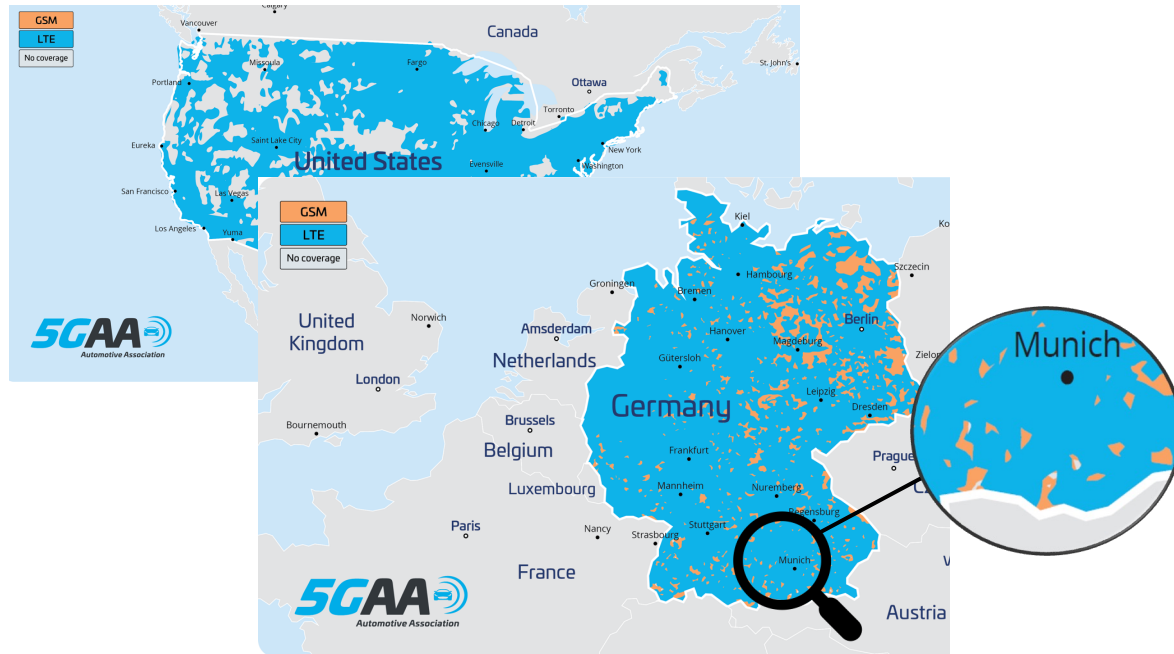 GSM
LTE
No coverage
Calgary
Vancouver
Canada
Missoula
Fargo
St. John's
Portland
Ottawa
Toronto
Chicago
Detroit
Eureka
Saint Lake City
New York
United States
Evensville
Washington
San Francisco
Las Vegas
Los Angeles
Yuma
5GAA
Automotive Association
GSM
LTE
No coverage
Kiel
Szczecin
Hambourg
Groningen
Bremen
United
Kingdom
Norwich
Amsderdam
Hanover
Berlin
Netherlands
Magdeburg
Gütersloh
London
Leipzig
Germany
Dresden
Brussels
Bournemouth
Belgium
Frankfurt
Prague
Luxembourg
Mannheim
Nuremberg
Regensburg
Paris
Nancy
Strasbourg
Stuttgart
Munich
France
Austria
5GAA
Automotive Association
Munich